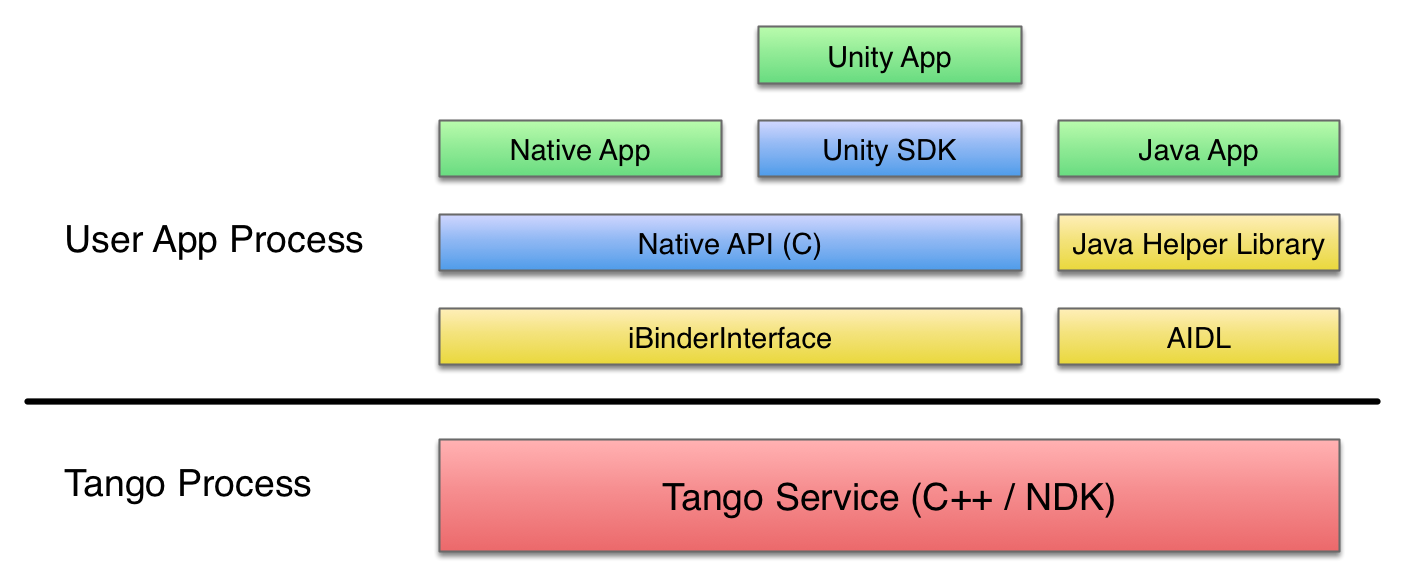 Unity App
Native App
Unity SDK
Java App
User App Process
Native API (C)
Java Helper Library
iBinderInterface
AIDL
Tango Process
Tango Service (C++ / NDK)